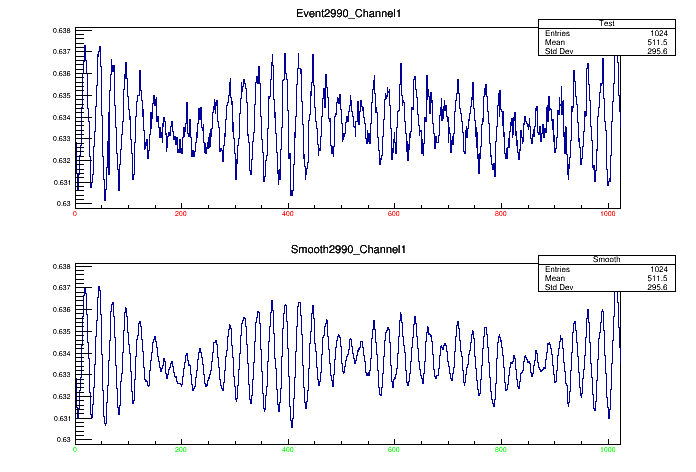 Event2990_Channel1
Test
Entries 1024
Mean 511.5
Std Dev 295.6
0.638
0.637
0.636
0.635
0.634
0.633
0.632
0.631
0.63
0 200 400 600 800 1000
Smooth2990_Channel1
Smooth
Entries 1024
Mean 511.5
Std Dev 295.6
0.638
0.637
0.636
0.635
0.634
0.633
0.632
0.631
0.63
0 200 400 600 800 1000